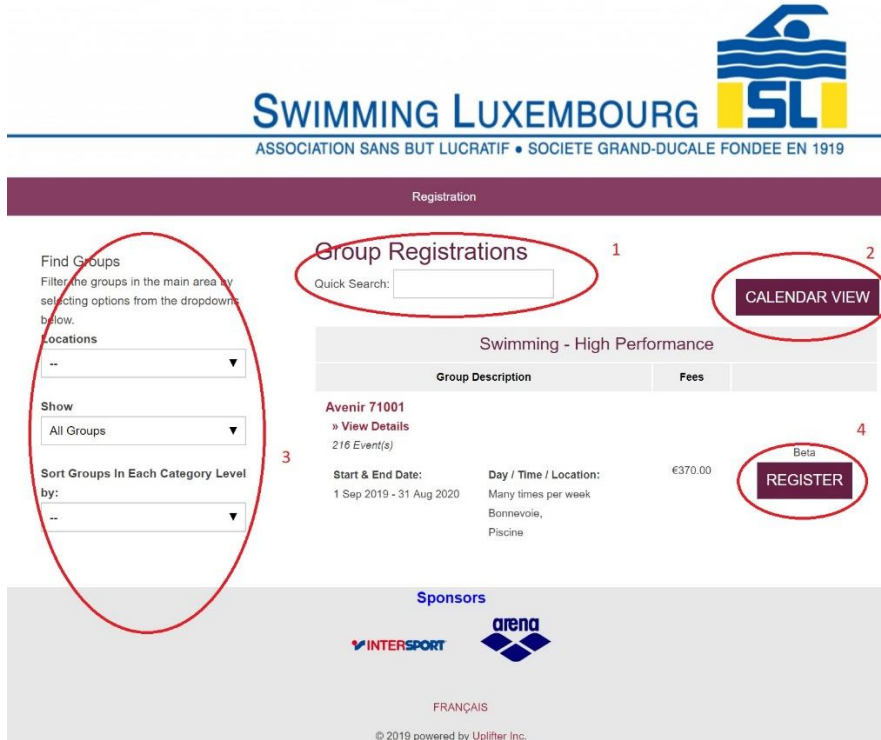 SL
SWIMMING LUXEMBOURG
ASSOCIATION SANS BUT LUCRATIF • SOCIETE GRAND-DUCALE FONDEE EN 1919
Registration
Find Groups
Filter the groups in the main area by
selecting options from the dropdowns
below.
Locations
--
Show
All Groups
Sort Groups In Each Category Level
by:
--
3
Group Registrations
1
Quick Search:
2
CALENDAR VIEW
Swimming - High Performance
Group Description Fees
Avenir 71001
» View Details
216 Event(s)
Start & End Date:
1 Sep 2019 - 31 Aug 2020
Day / Time / Location:
Many times per week
Bonnevoie,
Piscine
€370.00
4
Beta
REGISTER
Sponsors
INTERSPORT
arena
FRANÇAIS
© 2019 powered by Uplifter Inc.